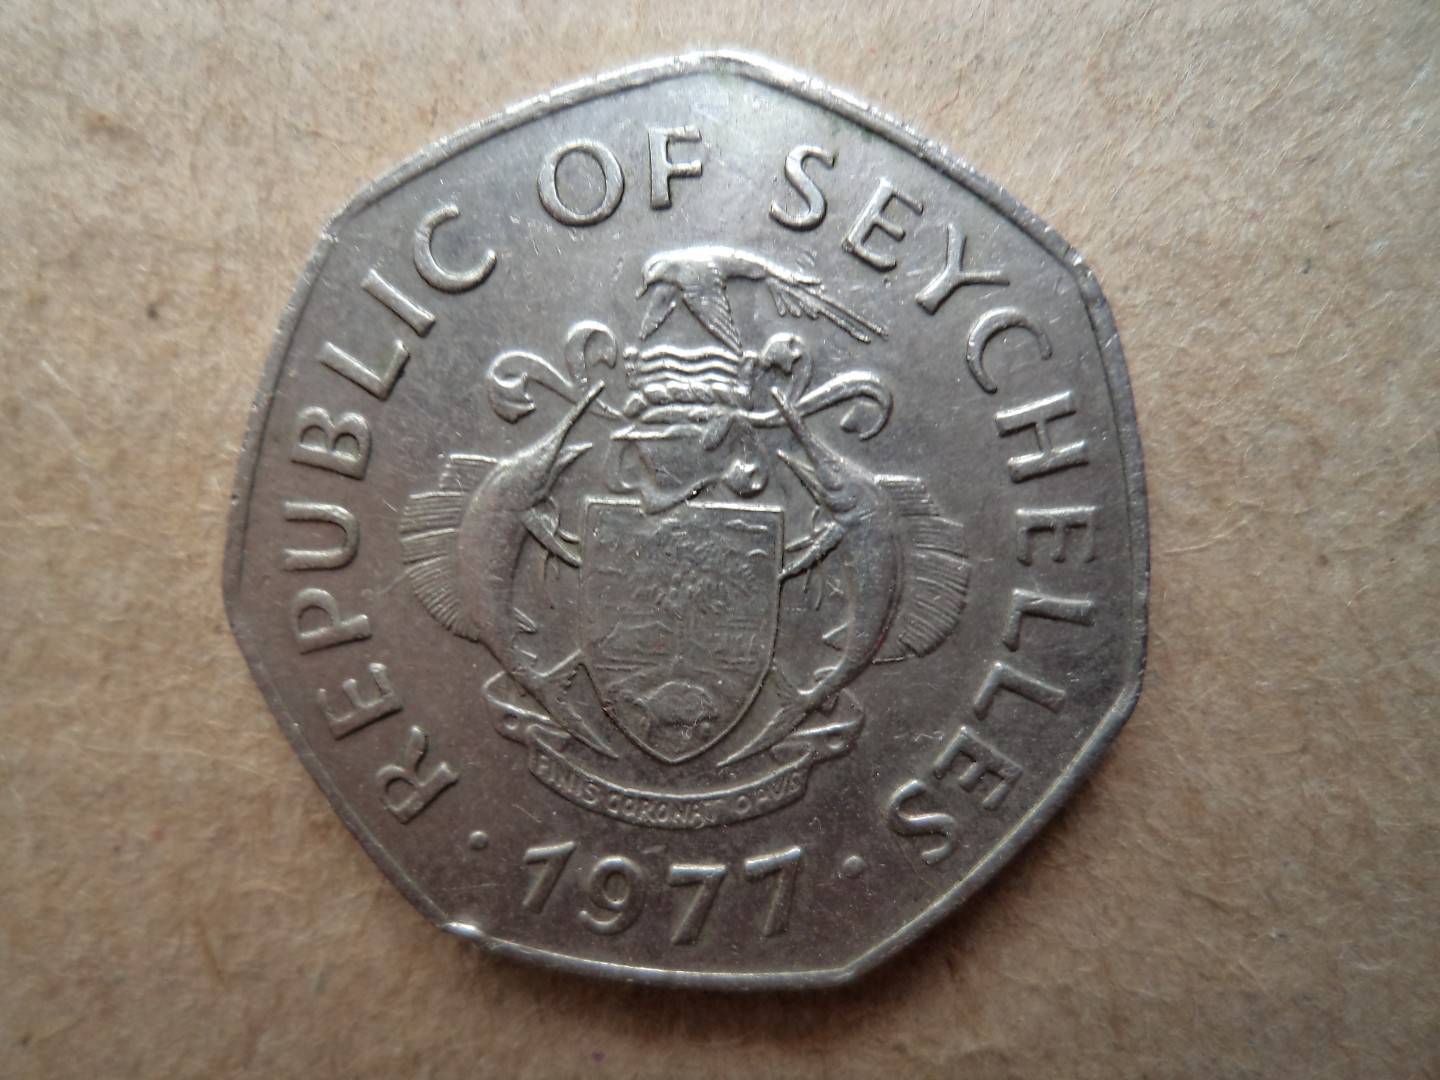 REPUBLIC OF SEYCHELLES
FINIS CORONAT OPUS
· 1977 ·